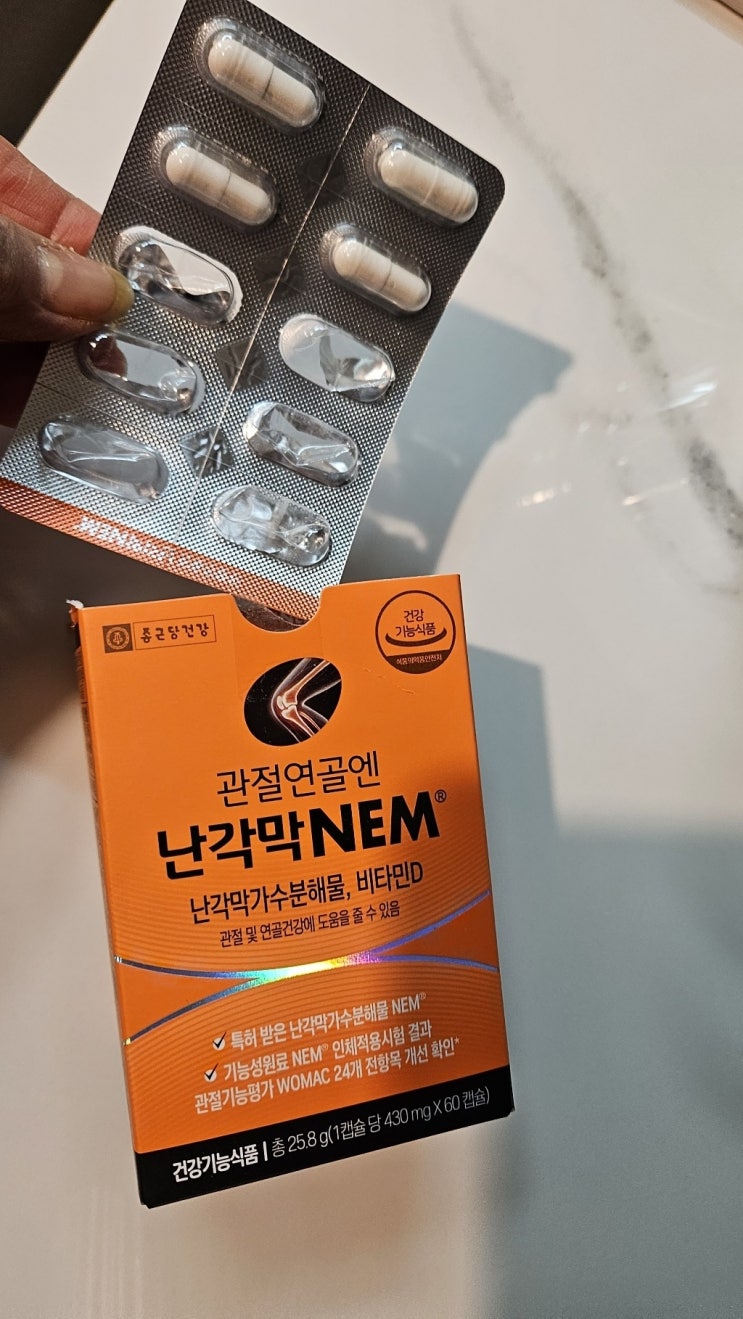 종근당건강
건강
기능식품
식품의약품안전처
관절연골엔
난각막NEM®
난각막가수분해물, 비타민D
관절 및 연골건강에 도움을 줄 수 있음
✓ 특허 받은 난각막가수분해물 NEM®
✓ 기능성원료 NEM® 인체적용시험 결과
관절기능평가 WOMAC 24개 전항목 개선 확인*
건강기능식품 | 총 25.8 g(1캡슐 당 430 mg X 60 캡슐)